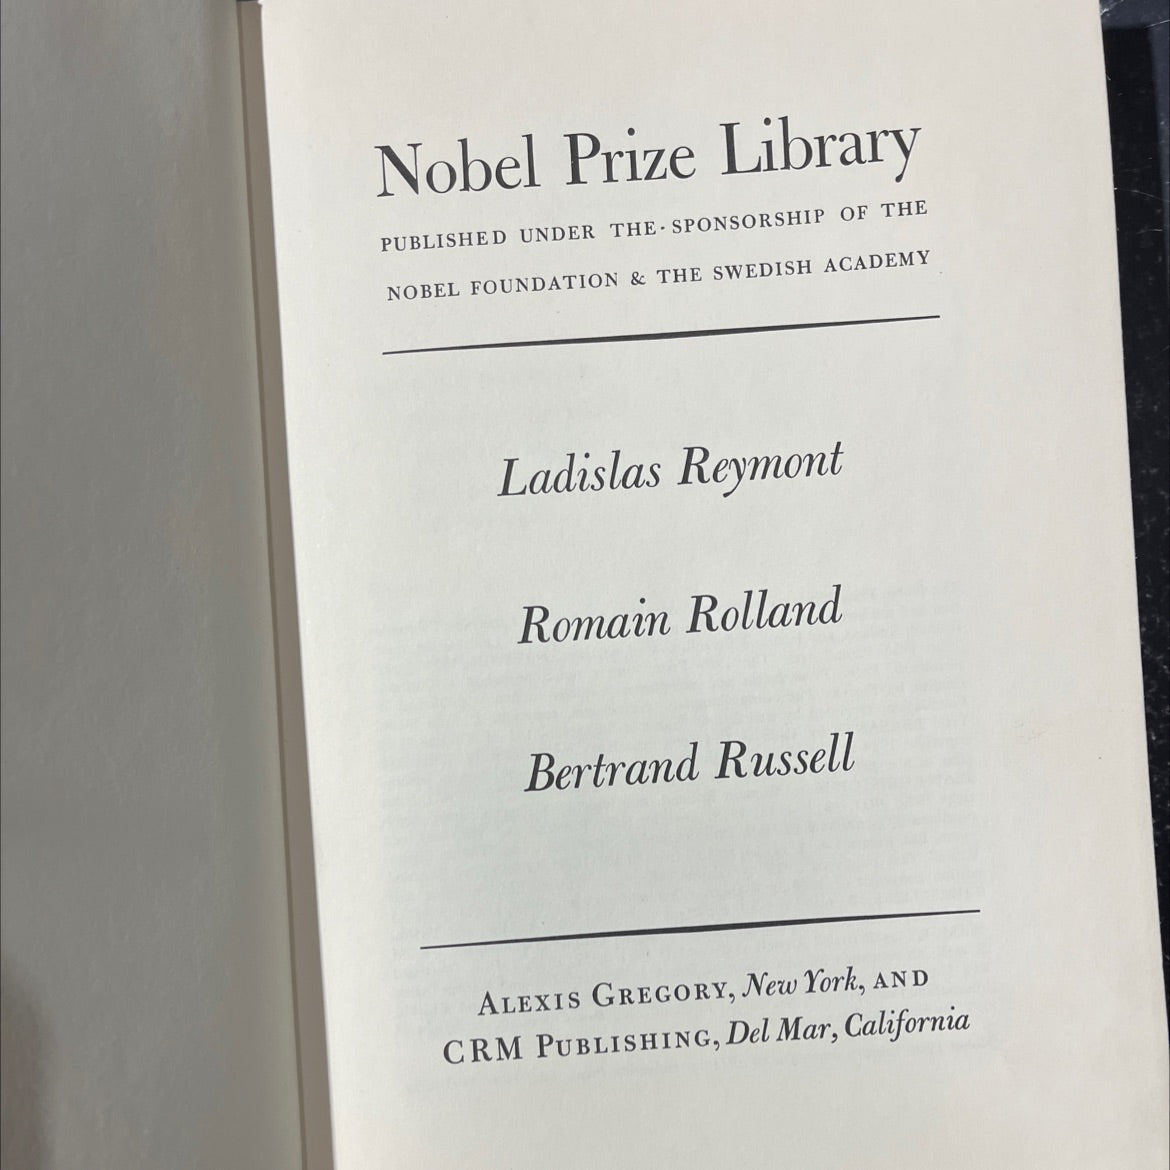 Nobel Prize Library
PUBLISHED UNDER THE·SPONSORSHIP OF THE
NOBEL FOUNDATION & THE SWEDISH ACADEMY
Ladislas Reymont
Romain Rolland
Bertrand Russell
ALEXIS GREGORY, New York, AND
CRM PUBLISHING, Del Mar, California